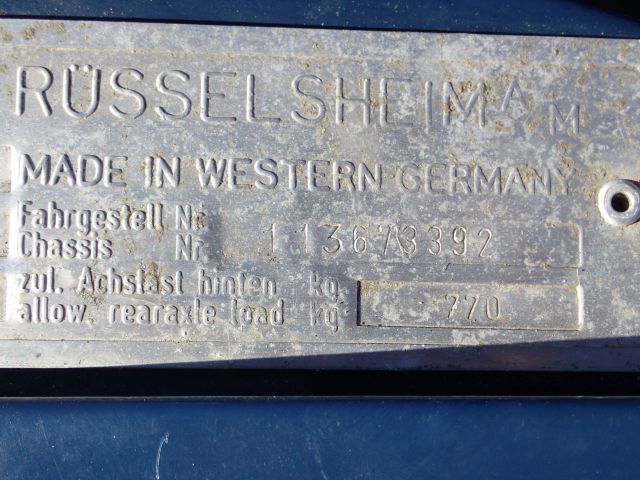 RÜSSELSHEIM A M
MADE IN WESTERN GERMANY
Fahrgestell Nr. 113673392
Chassis Nr.
zul. Achslast hinten kg 770
allow. rearaxle load kg